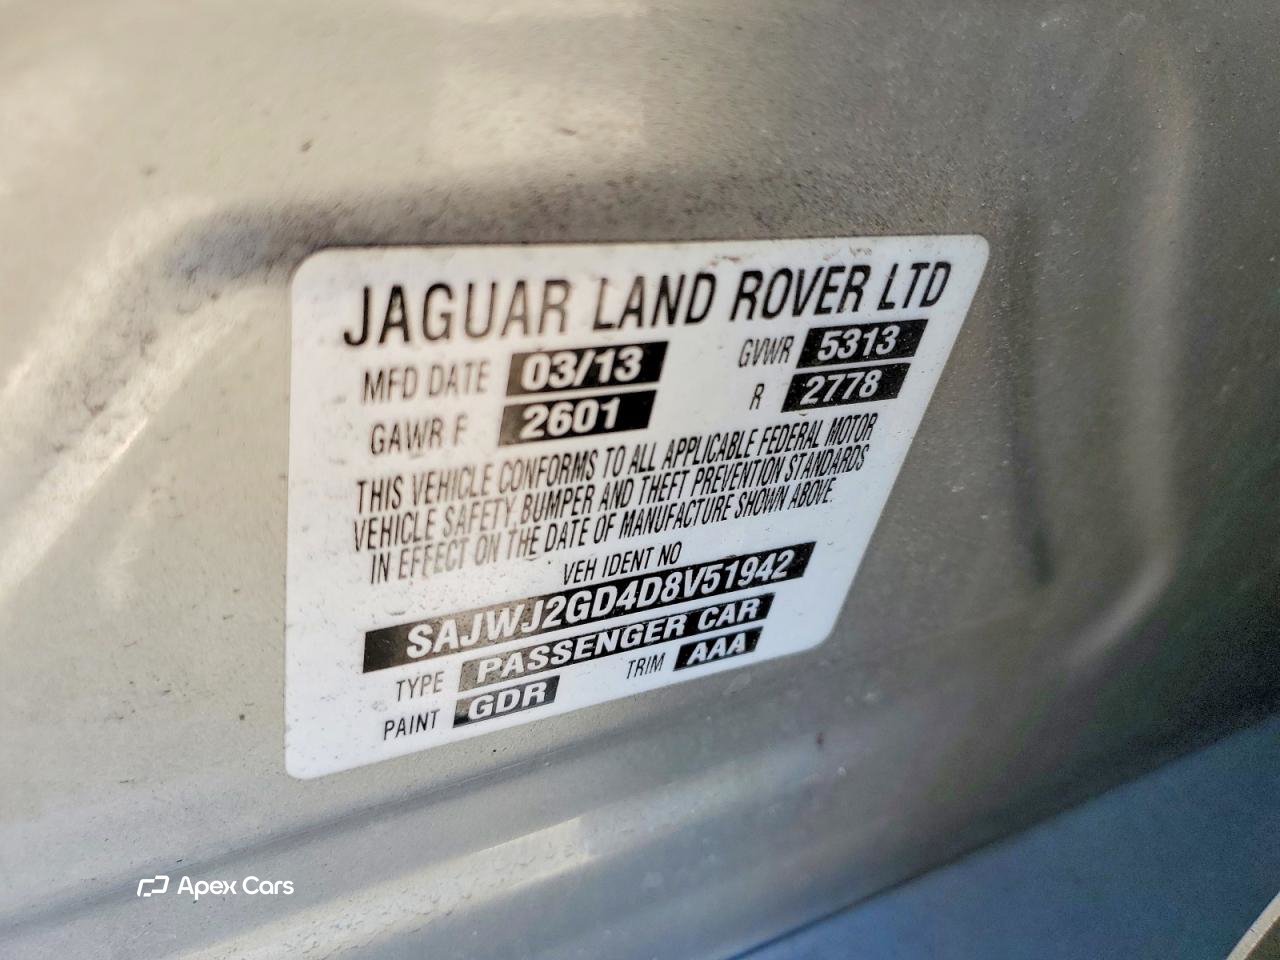 JAGUAR LAND ROVER LTD
MFD DATE 03/13 GVWR 5313
GAWR F 2601 R 2778
THIS VEHICLE CONFORMS TO ALL APPLICABLE FEDERAL MOTOR
VEHICLE SAFETY, BUMPER AND THEFT PREVENTION STANDARDS
IN EFFECT ON THE DATE OF MANUFACTURE SHOWN ABOVE.
VEH IDENT NO
SAJWJ2GD4D8V51942
TYPE PASSENGER CAR
PAINT GDR TRIM AAA
Apex Cars